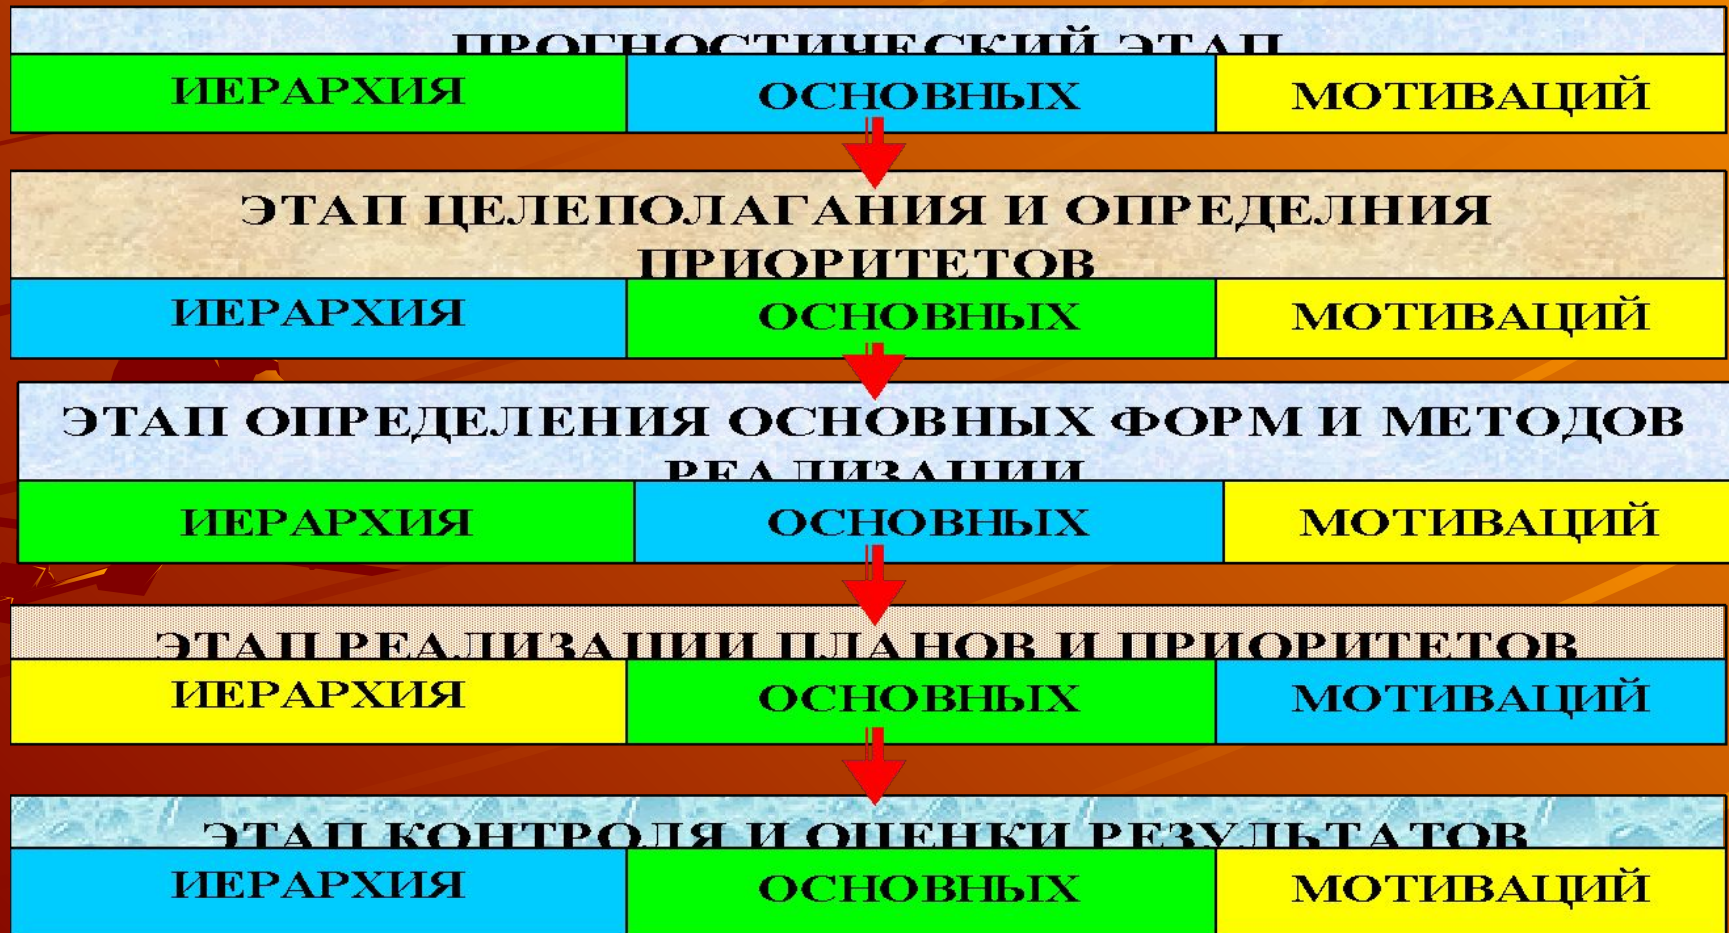 ПРОГНОСТИЧЕСКИЙ ЭТАП
ИЕРАРХИЯ ОСНОВНЫХ МОТИВАЦИЙ
ЭТАП ЦЕЛЕПОЛАГАНИЯ И ОПРЕДЕЛНИЯ
ПРИОРИТЕТОВ
ИЕРАРХИЯ ОСНОВНЫХ МОТИВАЦИЙ
ЭТАП ОПРЕДЕЛЕНИЯ ОСНОВНЫХ ФОРМ И МЕТОДОВ
РЕАЛИЗАЦИИ
ИЕРАРХИЯ ОСНОВНЫХ МОТИВАЦИЙ
ЭТАП РЕАЛИЗАЦИИ ПЛАНОВ И ПРИОРИТЕТОВ
ИЕРАРХИЯ ОСНОВНЫХ МОТИВАЦИЙ
ЭТАП КОНТРОЛЯ И ОЦЕНКИ РЕЗУЛЬТАТОВ
ИЕРАРХИЯ ОСНОВНЫХ МОТИВАЦИЙ